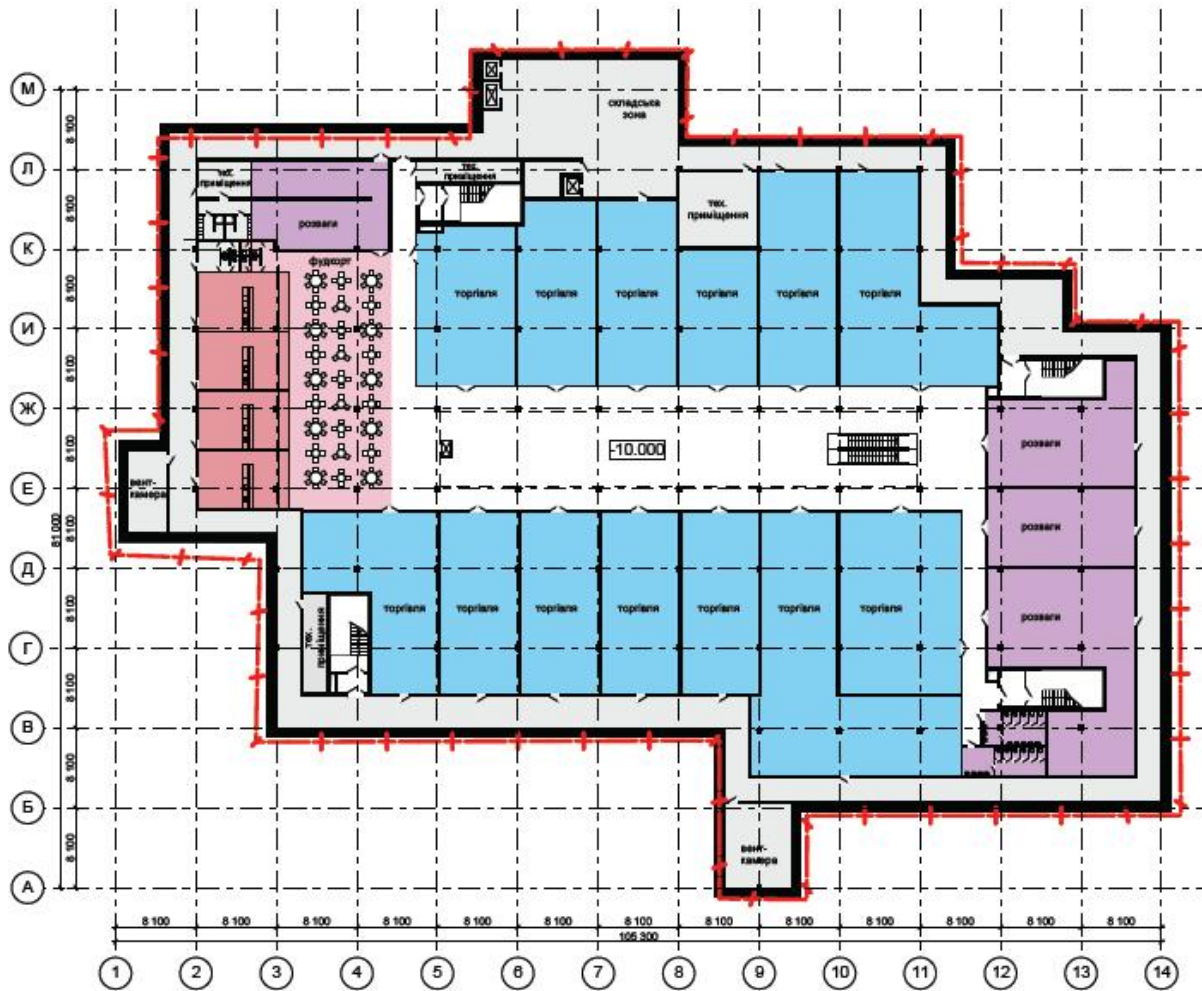 М
складська
зона
8 100
Л
тех.
приміщення
тех.
приміщення
8 100
тех.
приміщення
розваги
К
фудкорт
8 100
торгівля
торгівля
торгівля
торгівля
торгівля
торгівля
И
8 100
Ж
8 100
-10.000
розваги
вент-
камера
Е
81 000
8 100
розваги
Д
8 100
тех.
приміщення
торгівля
торгівля
торгівля
торгівля
торгівля
торгівля
торгівля
розваги
Г
8 100
В
8 100
Б
8 100
вент-
камера
А
8 100
8 100
8 100
8 100
8 100
8 100
8 100
8 100
8 100
8 100
8 100
8 100
8 100
105 300
1
2
3
4
5
6
7
8
9
10
11
12
13
14